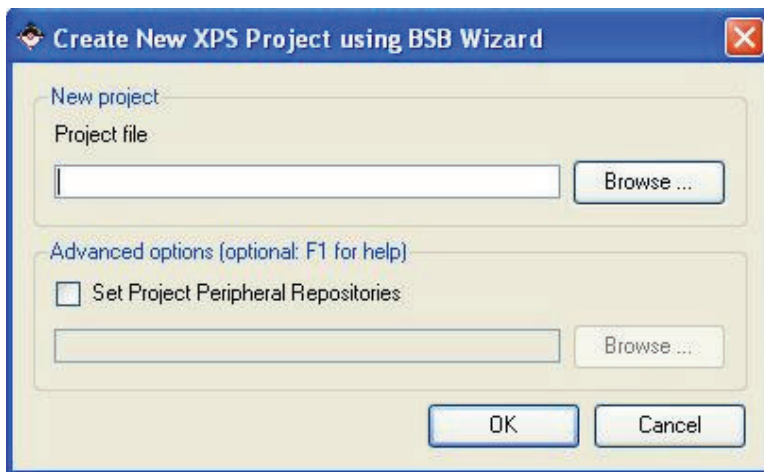 Create New XPS Project using BSB Wizard
New project
Project file
Browse ...
Advanced options (optional: F1 for help)
Set Project Peripheral Repositories
Browse ...
OK
Cancel